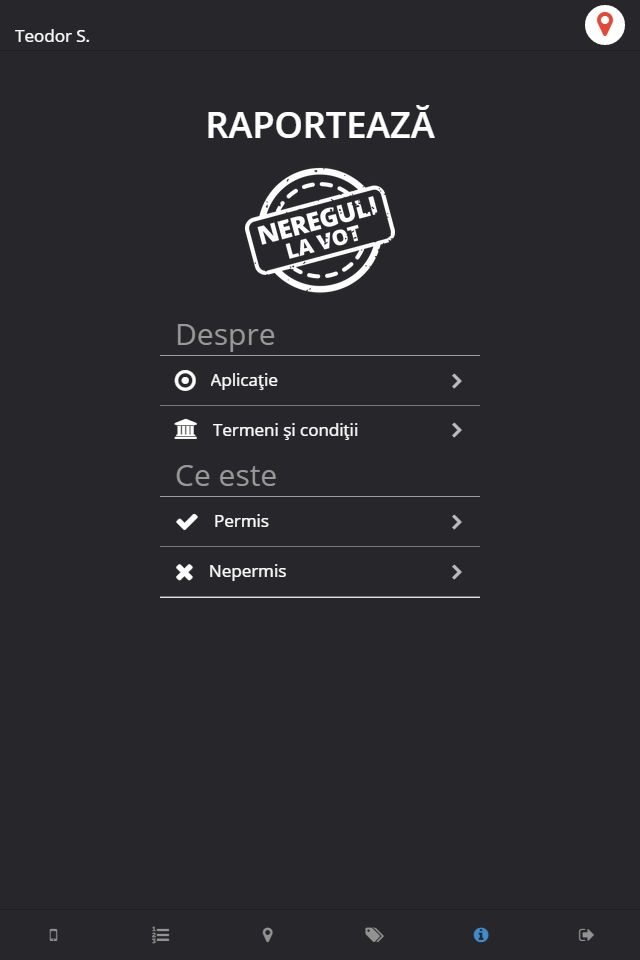 Teodor S.
RAPORTEAZĂ
NEREGULI
LA VOT
Despre
Aplicaţie
Termeni şi condiţii
Ce este
Permis
Nepermis